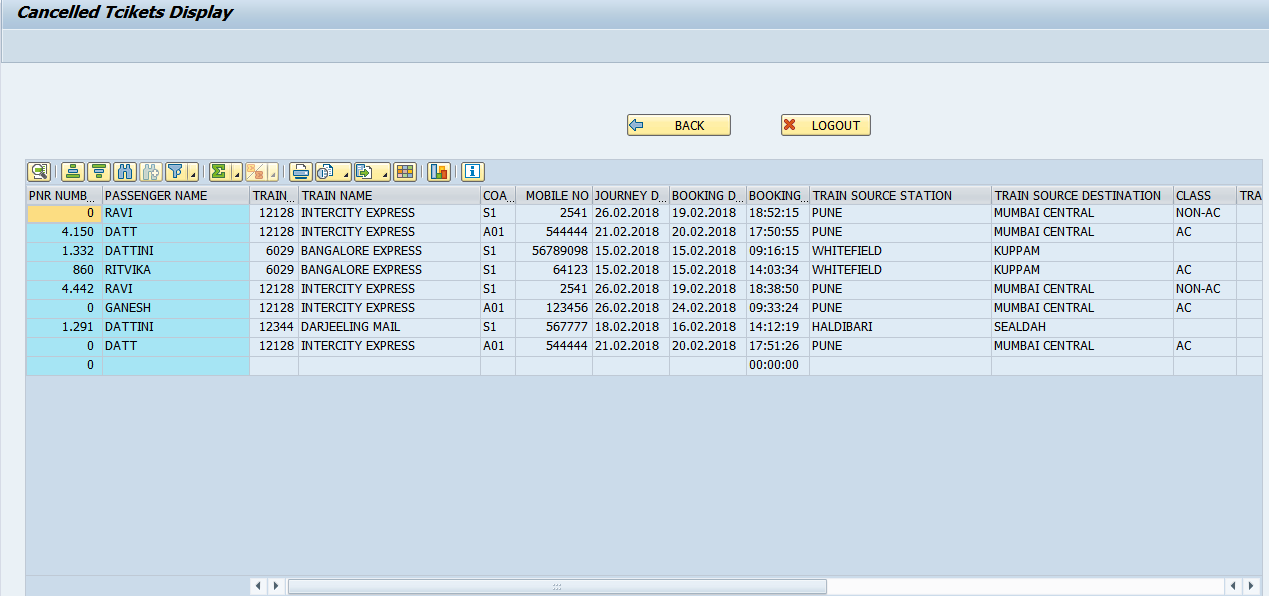 Cancelled Tcikets Display
BACK LOGOUT
PNR NUMB... PASSENGER NAME TRAIN... TRAIN NAME COA... MOBILE NO JOURNEY D... BOOKING D... BOOKING... TRAIN SOURCE STATION TRAIN SOURCE DESTINATION CLASS TRA
0 RAVI 12128 INTERCITY EXPRESS S1 2541 26.02.2018 19.02.2018 18:52:15 PUNE MUMBAI CENTRAL NON-AC
4.150 DATT 12128 INTERCITY EXPRESS A01 544444 21.02.2018 20.02.2018 17:50:55 PUNE MUMBAI CENTRAL AC
1.332 DATTINI 6029 BANGALORE EXPRESS S1 56789098 15.02.2018 15.02.2018 09:16:15 WHITEFIELD KUPPAM
860 RITVIKA 6029 BANGALORE EXPRESS S1 64123 15.02.2018 15.02.2018 14:03:34 WHITEFIELD KUPPAM AC
4.442 RAVI 12128 INTERCITY EXPRESS S1 2541 26.02.2018 19.02.2018 18:38:50 PUNE MUMBAI CENTRAL NON-AC
0 GANESH 12128 INTERCITY EXPRESS A01 123456 26.02.2018 24.02.2018 09:33:24 PUNE MUMBAI CENTRAL AC
1.291 DATTINI 12344 DARJEELING MAIL S1 567777 18.02.2018 16.02.2018 14:12:19 HALDIBARI SEALDAH
0 DATT 12128 INTERCITY EXPRESS A01 544444 21.02.2018 20.02.2018 17:51:26 PUNE MUMBAI CENTRAL AC
0 00:00:00